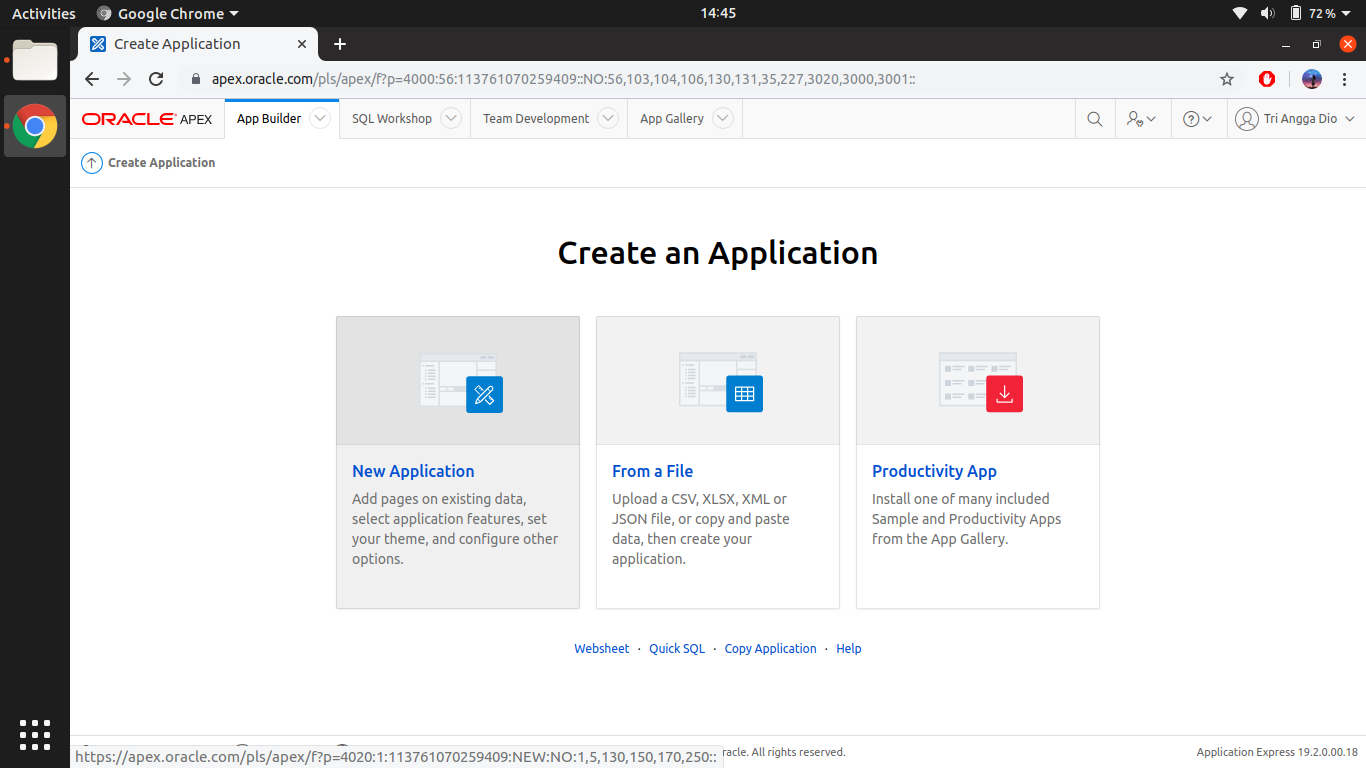 Activities Google Chrome 14:45 72 %
Create Application
apex.oracle.com/pls/apex/f?p=4000:56:113761070259409::NO:56,103,104,106,130,131,35,227,3020,3000,3001::
ORACLE APEX App Builder SQL Workshop Team Development App Gallery Tri Angga Dio
Create Application
Create an Application
New Application
Add pages on existing data,
select application features, set
your theme, and configure other
options.
From a File
Upload a CSV, XLSX, XML or
JSON file, or copy and paste
data, then create your
application.
Productivity App
Install one of many included
Sample and Productivity Apps
from the App Gallery.
Websheet · Quick SQL · Copy Application · Help
racle. All rights reserved. Application Express 19.2.0.00.18
https://apex.oracle.com/pls/apex/f?p=4020:1:113761070259409:NEW:NO:1,5,130,150,170,250::